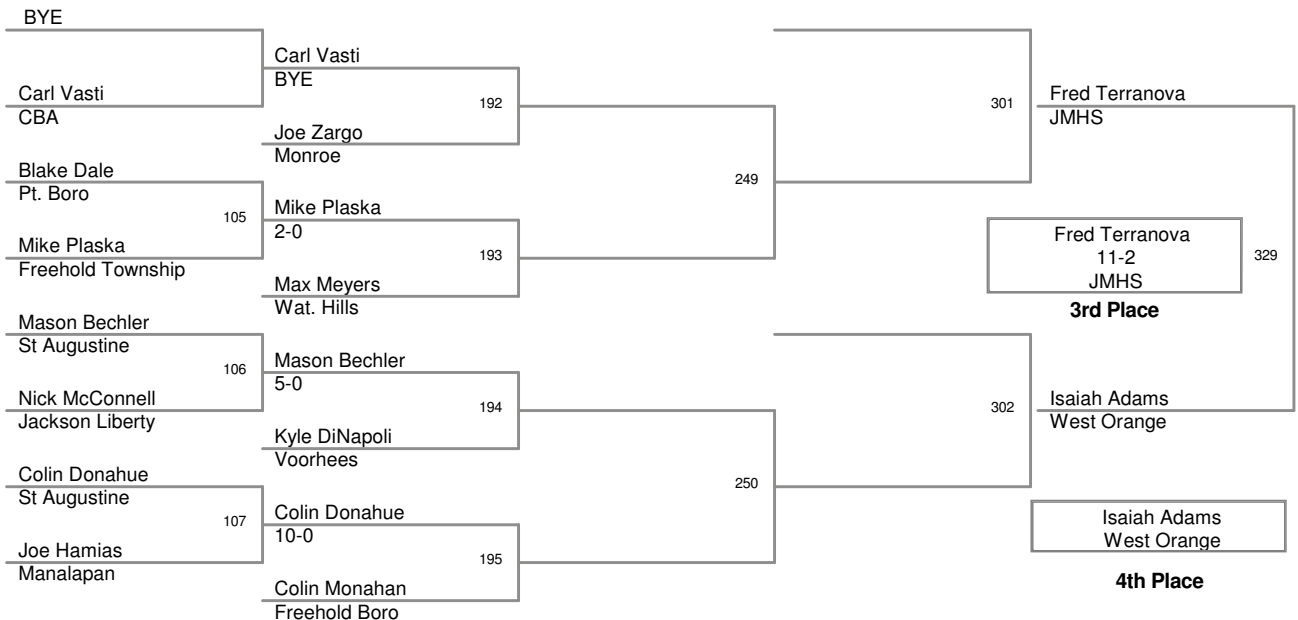 BYE
Carl Vasti
CBA
Blake Dale
Pt. Boro
105
Mike Plaska
Freehold Township
Mason Bechler
St Augustine
106
Nick McConnell
Jackson Liberty
Colin Donahue
St Augustine
107
Joe Hamias
Manalapan
Carl Vasti
BYE
192
Joe Zargo
Monroe
Mike Plaska
2-0
193
Max Meyers
Wat. Hills
Mason Bechler
5-0
194
Kyle DiNapoli
Voorhees
Colin Donahue
10-0
195
Colin Monahan
Freehold Boro
249
250
301
302
Fred Terranova
JMHS
Fred Terranova
11-2
JMHS
329
3rd Place
Isaiah Adams
West Orange
Isaiah Adams
West Orange
4th Place